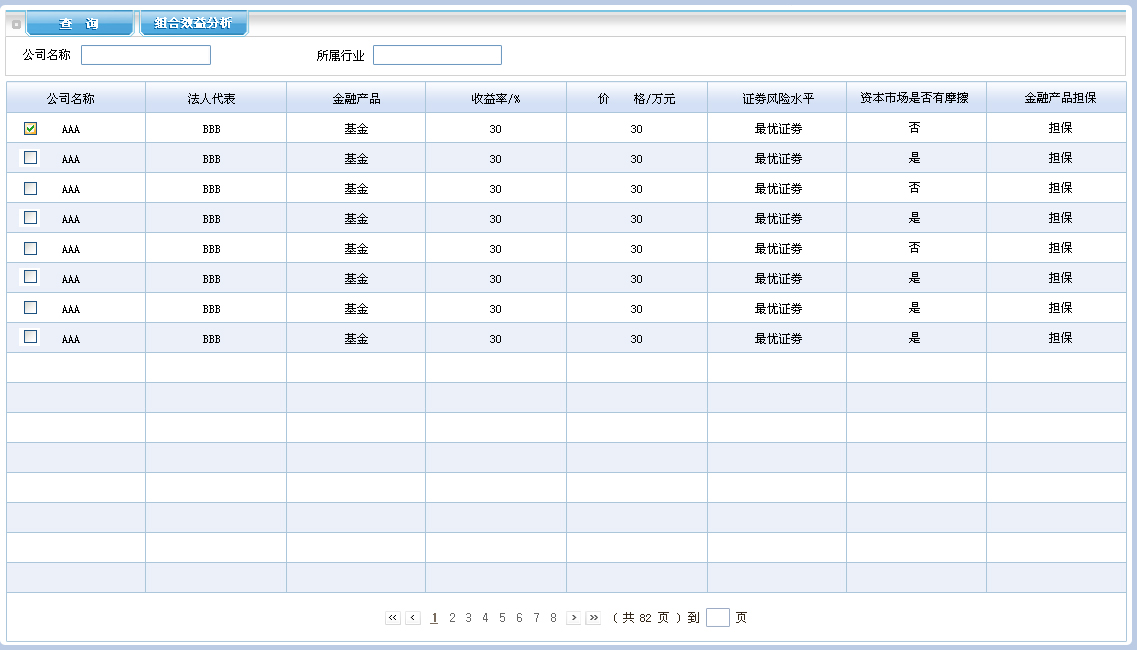 查 询 组合效益分析
公司名称 所属行业
公司名称 法人代表 金融产品 收益率/% 价 格/万元 证券风险水平 资本市场是否有摩擦 金融产品担保
AAA BBB 基金 30 30 最优证券 否 担保
AAA BBB 基金 30 30 最优证券 是 担保
AAA BBB 基金 30 30 最优证券 否 担保
AAA BBB 基金 30 30 最优证券 是 担保
AAA BBB 基金 30 30 最优证券 否 担保
AAA BBB 基金 30 30 最优证券 是 担保
AAA BBB 基金 30 30 最优证券 是 担保
AAA BBB 基金 30 30 最优证券 是 担保
« ‹ 1 2 3 4 5 6 7 8 › » ( 共 82 页 ) 到 页